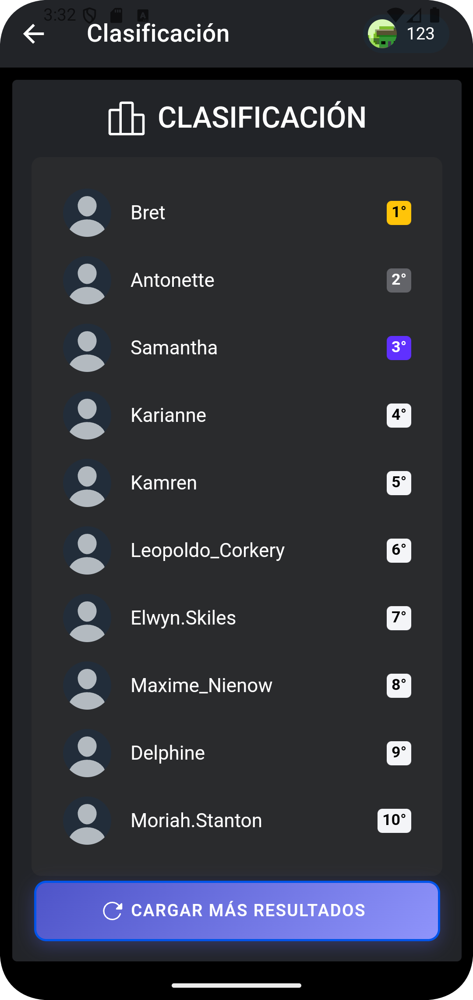 3:32
Clasificación
123
CLASIFICACIÓN
Bret 1°
Antonette 2°
Samantha 3°
Karianne 4°
Kamren 5°
Leopoldo_Corkery 6°
Elwyn.Skiles 7°
Maxime_Nienow 8°
Delphine 9°
Moriah.Stanton 10°
CARGAR MÁS RESULTADOS